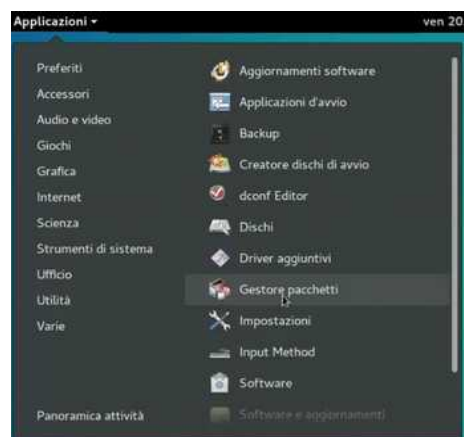 Applicazioni
ven 20
Preferiti
Accessori
Audio e video
Giochi
Grafica
Internet
Scienza
Strumenti di sistema
Ufficio
Utilità
Varie
Panoramica attività
Aggiornamenti software
Applicazioni d'avvio
Backup
Creatore dischi di avvio
dconf Editor
Dischi
Driver aggiuntivi
Gestore pacchetti
Impostazioni
Input Method
Software
Software e aggiornamenti